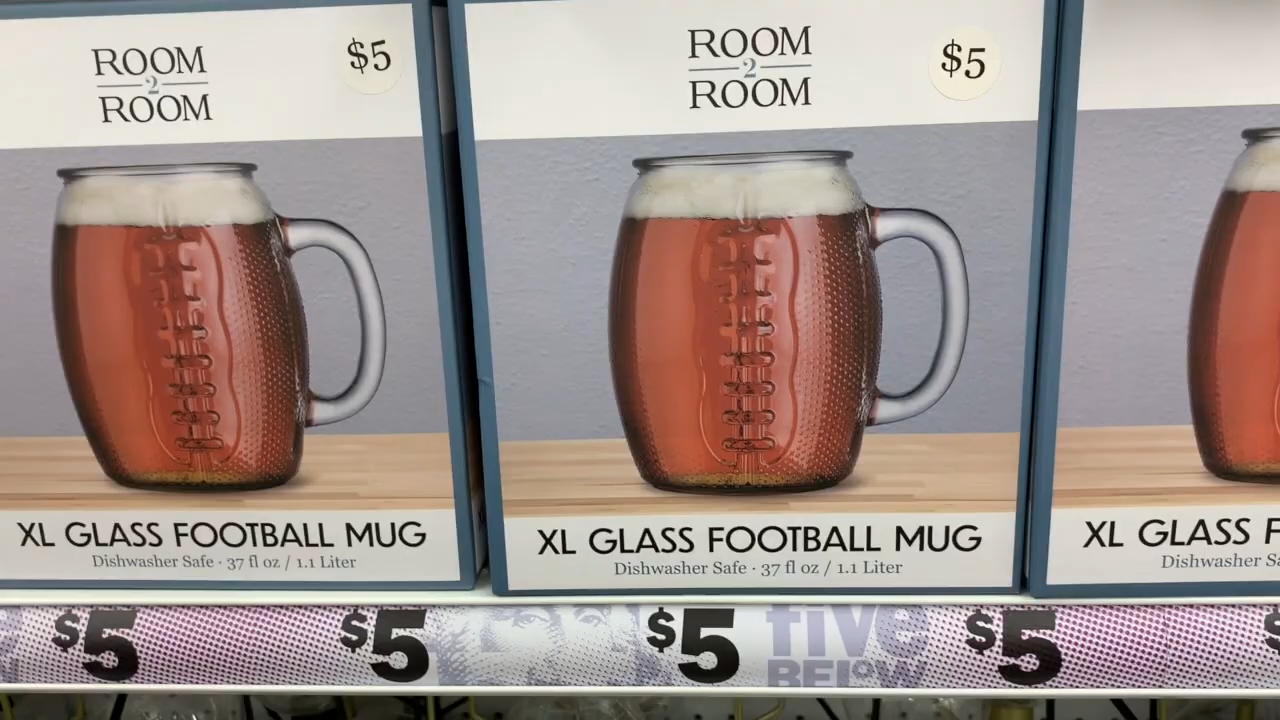 ROOM
2
ROOM
$5
XL GLASS FOOTBALL MUG
Dishwasher Safe · 37 fl oz / 1.1 Liter
ROOM
2
ROOM
$5
XL GLASS FOOTBALL MUG
Dishwasher Safe · 37 fl oz / 1.1 Liter
XL GLASS F
Dishwasher Sa
$5
$5
$5
five
BELOW
$5
$